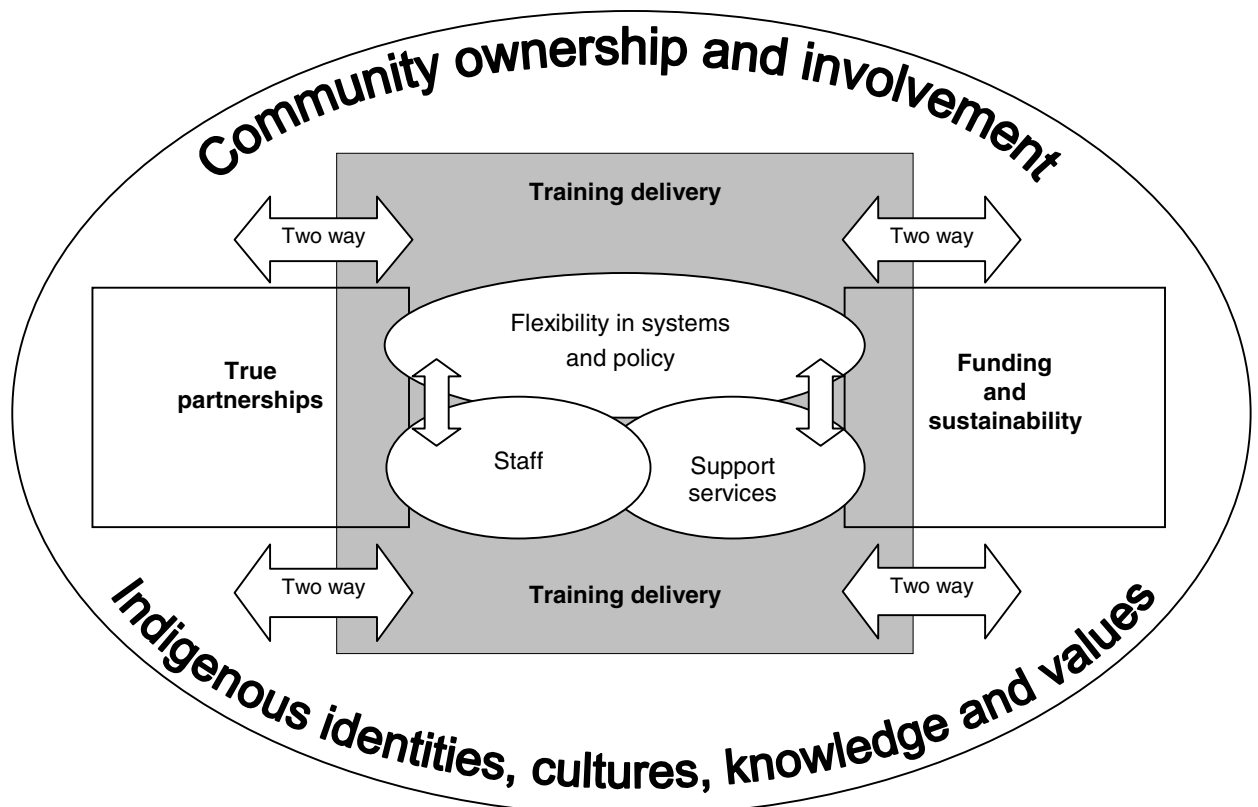 Community ownership and involvement
Training delivery
Two way
Two way
Flexibility in systems
and policy
True
partnerships
Funding
and
sustainability
Staff
Support
services
Two way
Two way
Training delivery
Indigenous identities, cultures, knowledge and values